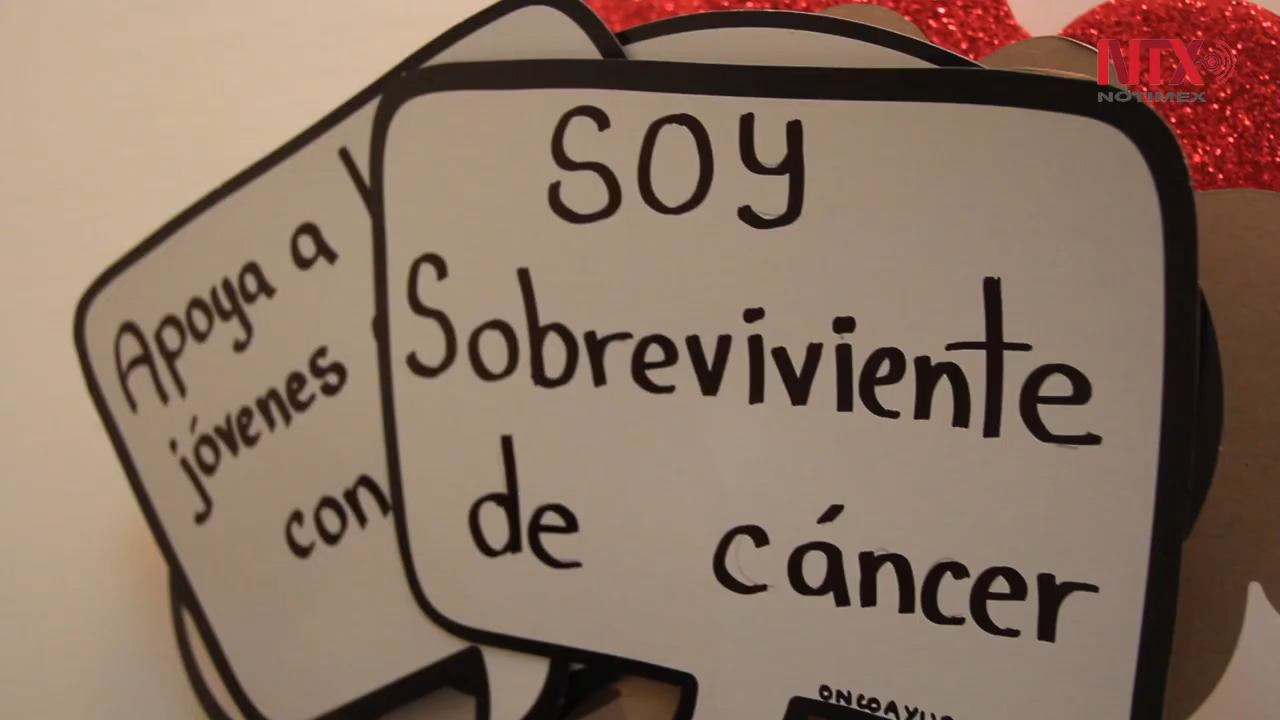 NTX
NOTIMEX
Apoya a
jóvenes
con
SOY
Sobreviviente
de cáncer